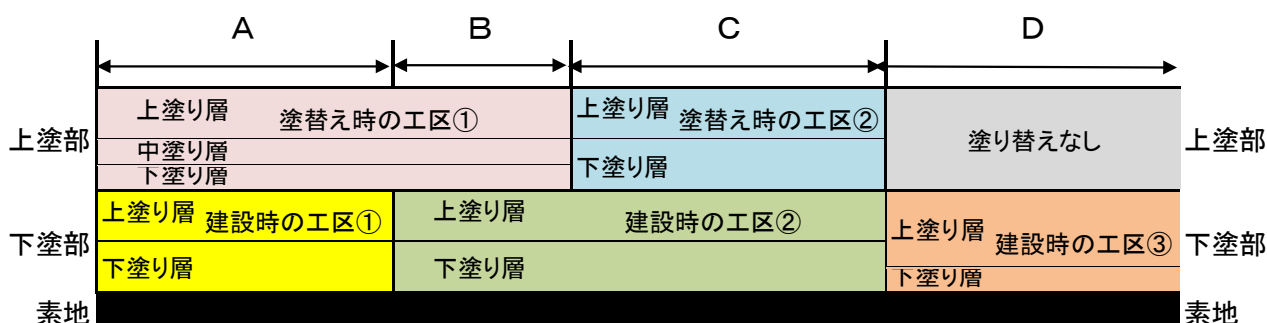 A B C D
上塗部
上塗り層 塗替え時の工区①
中塗り層
下塗り層
上塗り層 塗替え時の工区②
下塗り層
塗り替えなし
上塗部
下塗部
上塗り層 建設時の工区①
下塗り層
上塗り層 建設時の工区②
下塗り層
上塗り層 建設時の工区③
下塗り層
下塗部
素地
素地